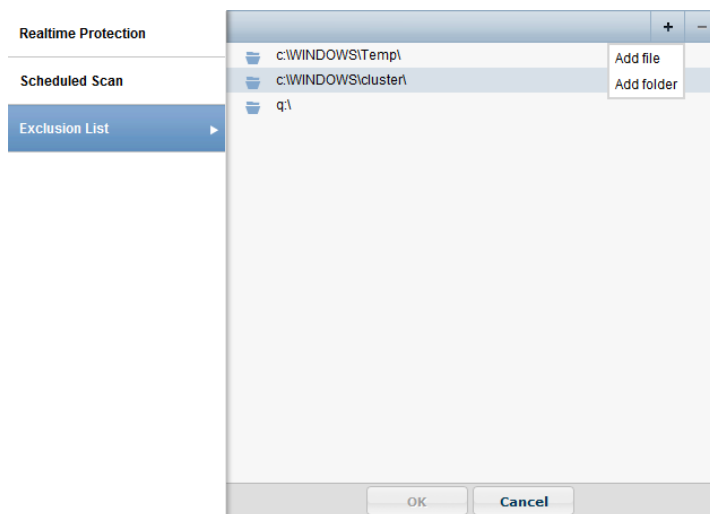 Realtime Protection
Scheduled Scan
Exclusion List
+ −
c:\WINDOWS\Temp\
c:\WINDOWS\cluster\
q:\
Add file
Add folder
OK
Cancel